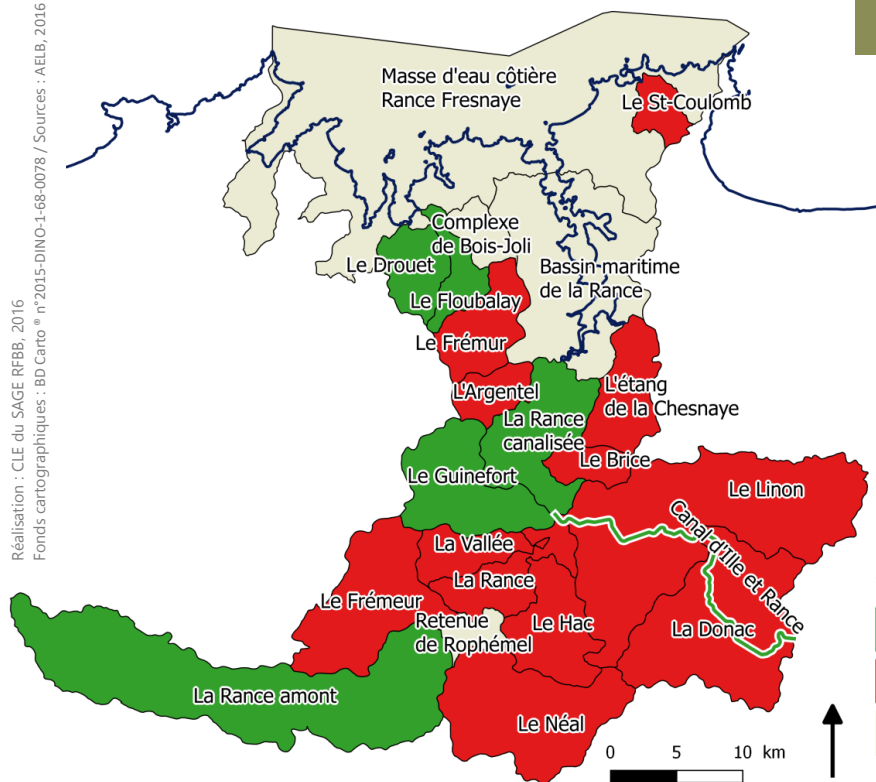 Réalisation : CLE du SAGE RFBB, 2016
Fonds cartographiques : BD Carto ® n°2015-DINO-1-68-0078 / Sources : AELB, 2016
Masse d'eau côtière
Rance Fresnaye
Le St-Coulomb
Complexe
de Bois-Joli
Le Drouet
Bassin maritime
de la Rance
Le Floubalay
Le Frémur
L'Argentel
L'étang
de la Chesnaye
La Rance
canalisée
Le Brice
Le Guinefort
Le Linon
Canal d'Ille et Rance
La Vallée
La Rance
Le Frémeur
Retenue
de Rophémel
Le Hac
La Donac
La Rance amont
Le Néal
0 5 10 km